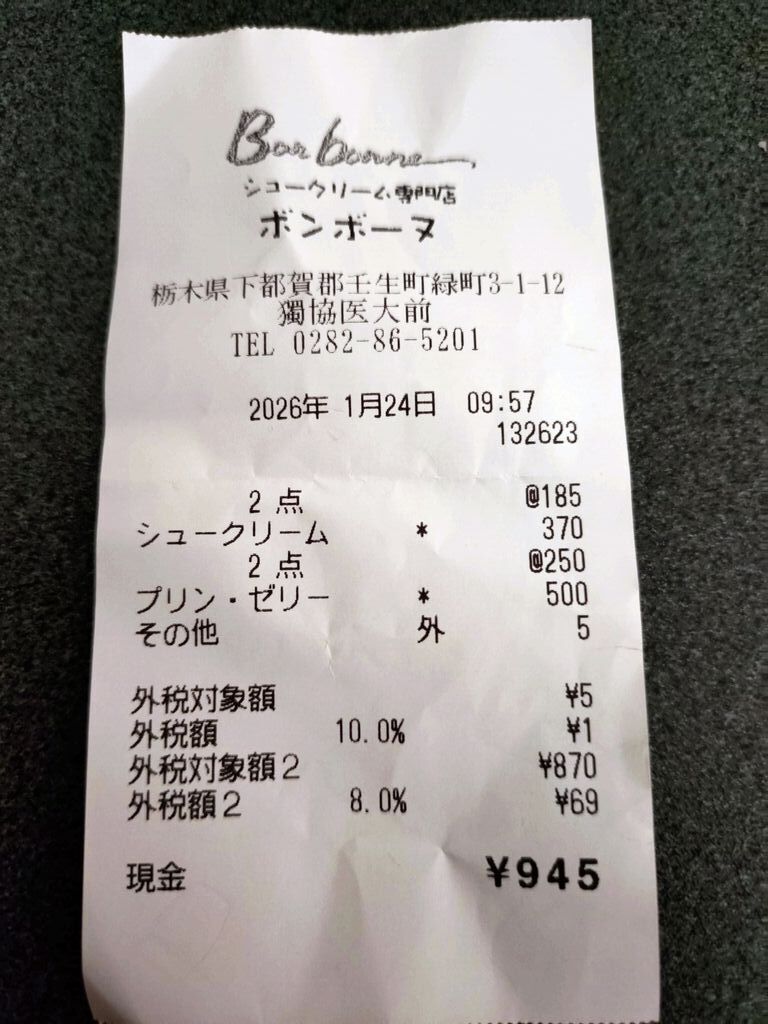 Bon bonne
シュークリーム専門店
ボンボーヌ
栃木県下都賀郡壬生町緑町3-1-12
獨協医大前
TEL 0282-86-5201
2026年 1月24日 09:57
132623
2 点 @185
シュークリーム * 370
2 点 @250
プリン・ゼリー * 500
その他 外 5
外税対象額 ¥5
外税額 10.0% ¥1
外税対象額2 ¥870
外税額2 8.0% ¥69
現金 ¥945